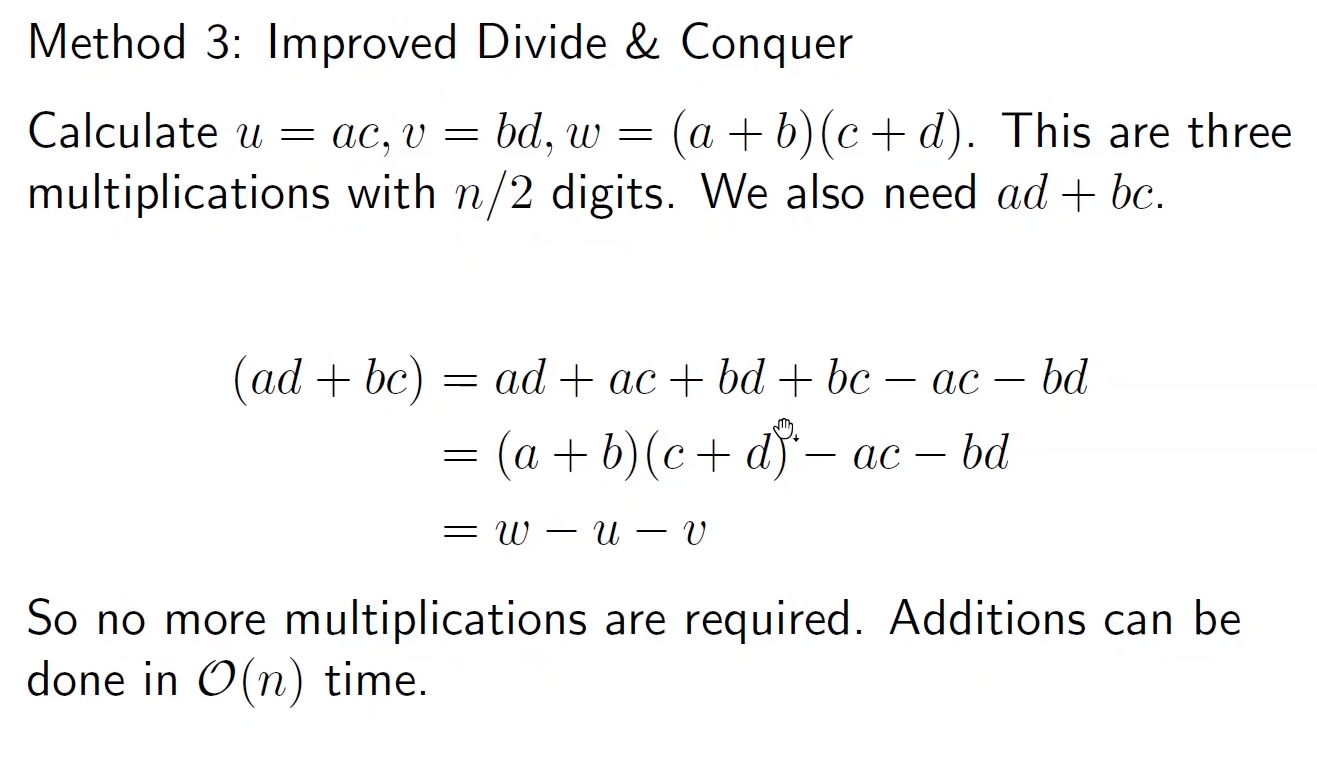 Method 3: Improved Divide & Conquer
Calculate u = ac, v = bd, w = (a + b)(c + d). This are three
multiplications with n/2 digits. We also need ad + bc.
(ad + bc) = ad + ac + bd + bc − ac − bd
= (a + b)(c + d) − ac − bd
= w − u − v
So no more multiplications are required. Additions can be
done in O(n) time.